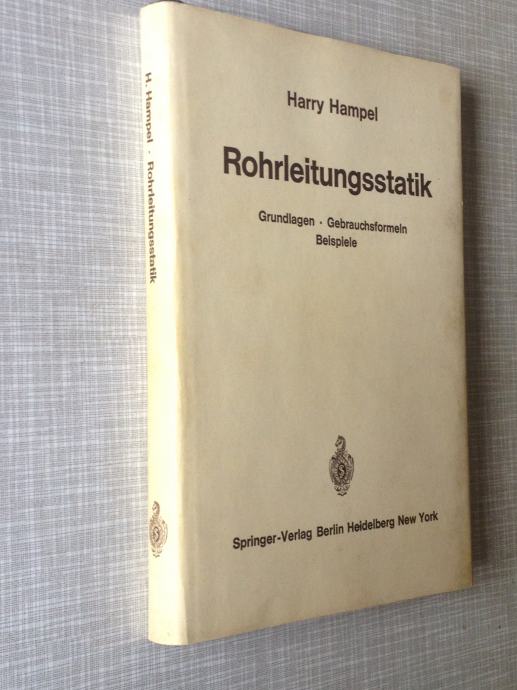 H. Hampel · Rohrleitungsstatik
Harry Hampel
Rohrleitungsstatik
Grundlagen · Gebrauchsformeln
Beispiele
S
Springer-Verlag Berlin Heidelberg New York